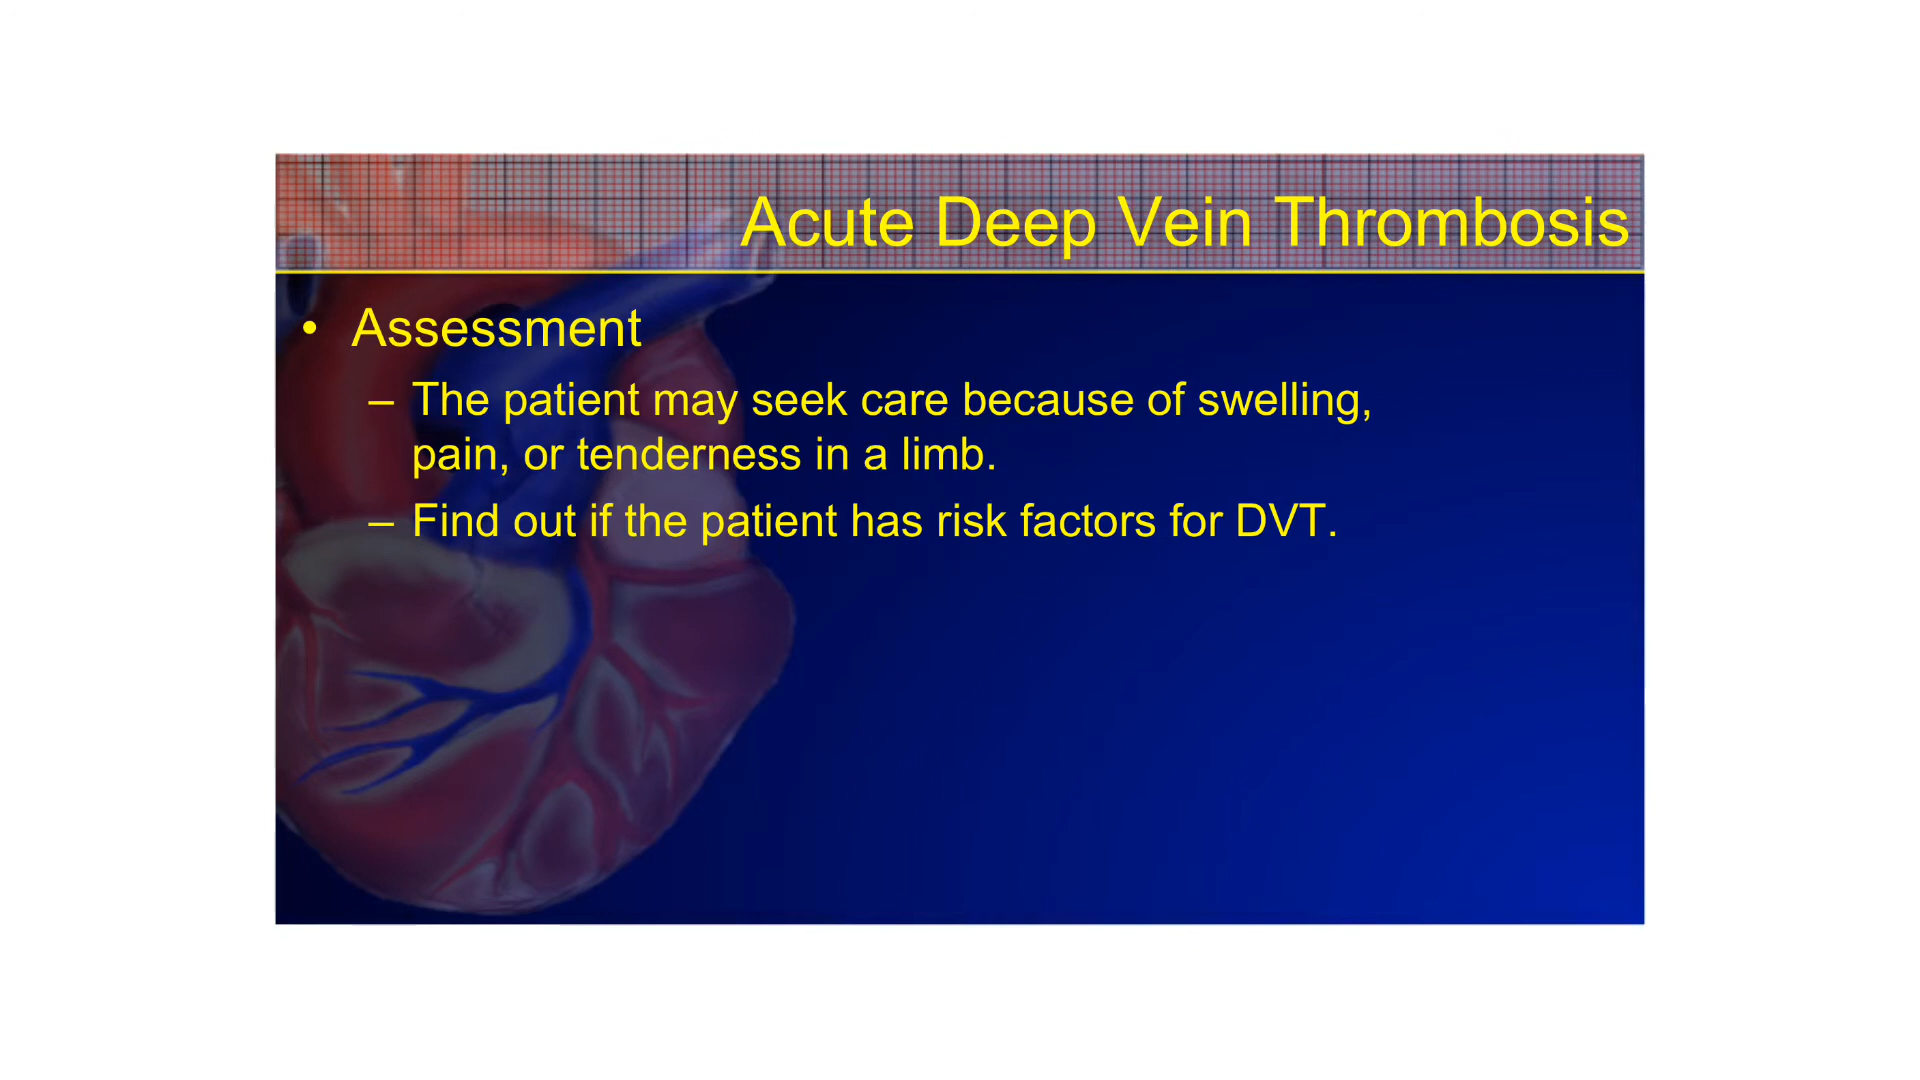 Acute Deep Vein Thrombosis
• Assessment
– The patient may seek care because of swelling,
pain, or tenderness in a limb.
– Find out if the patient has risk factors for DVT.